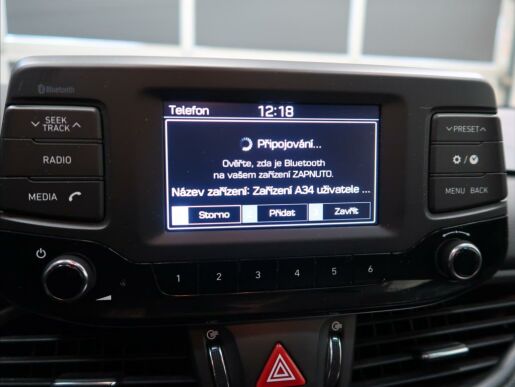 Bluetooth
SEEK
TRACK
RADIO
MEDIA
Telefon 12:18
Připojování...
Ověřte, zda je Bluetooth
na vašem zařízení ZAPNUTO.
Název zařízení: Zařízení A34 uživatele ...
Storno Přidat Zavřít
PRESET
MENU BACK
1 2 3 4 5 6